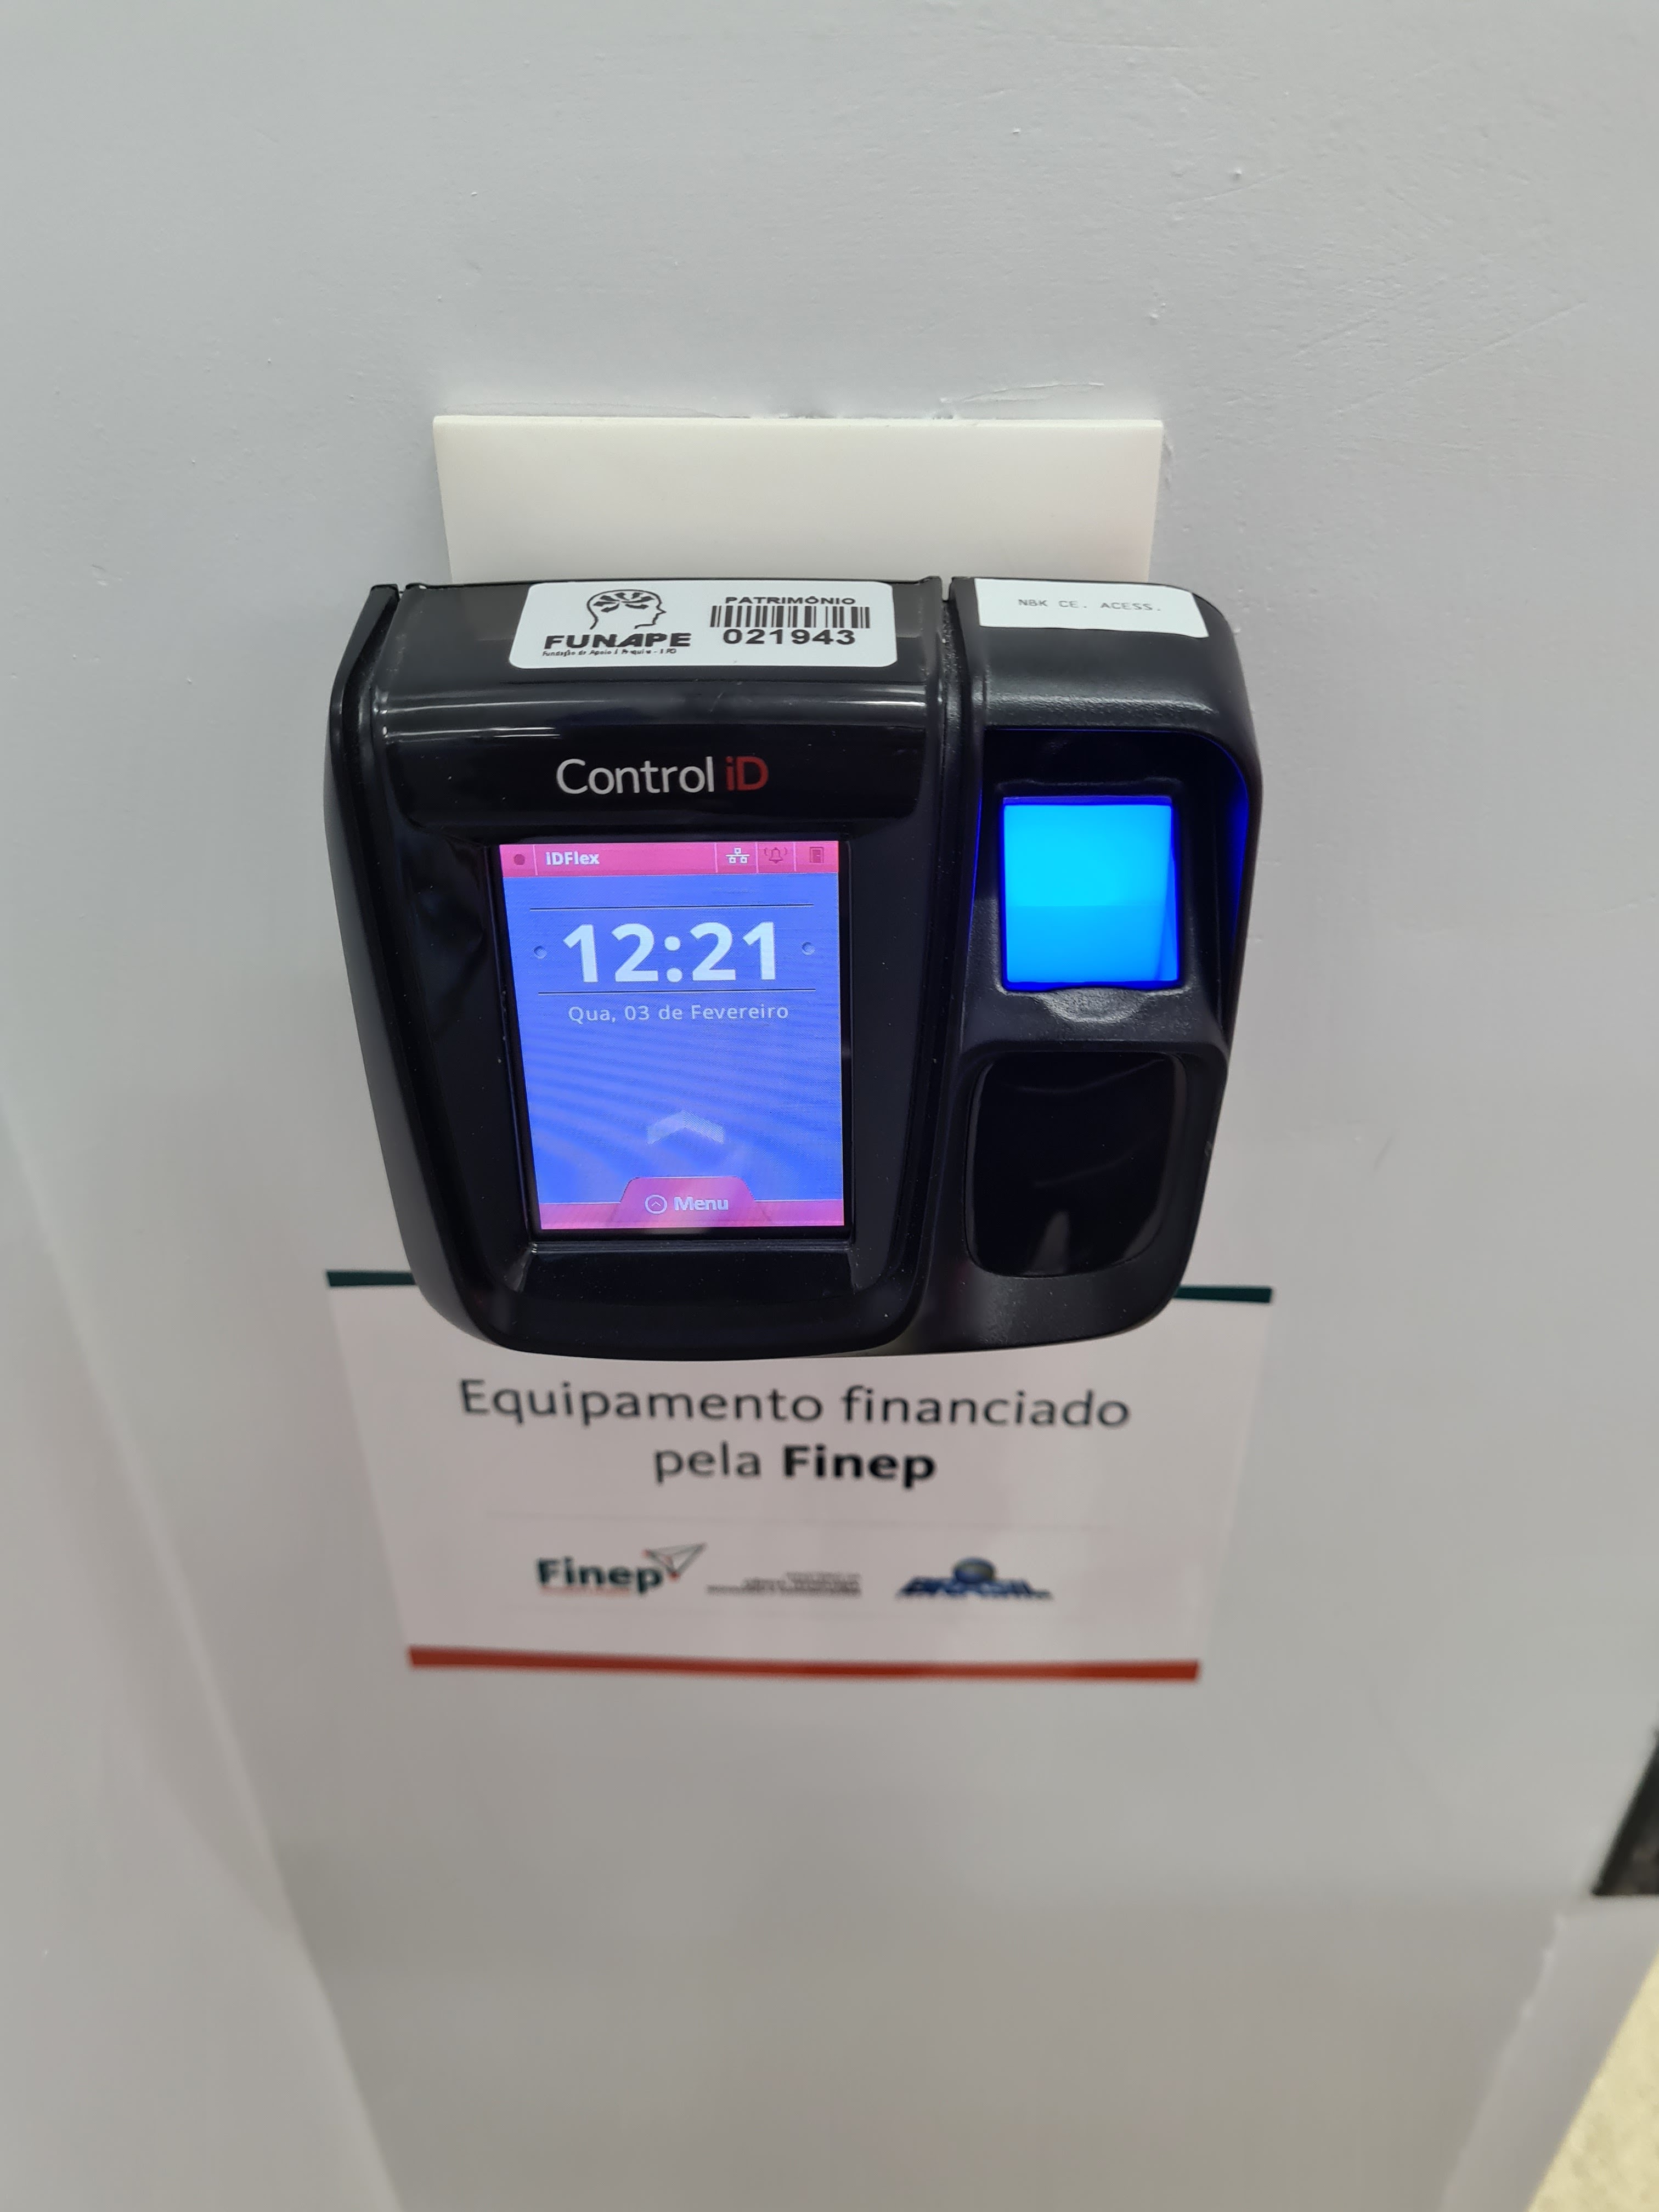 PATRIMÔNIO
FUNAPE
021943
NBK CE. ACESS.
Control iD
iDFlex
12:21
Qua, 03 de Fevereiro
Menu
Equipamento financiado
pela Finep
Finep